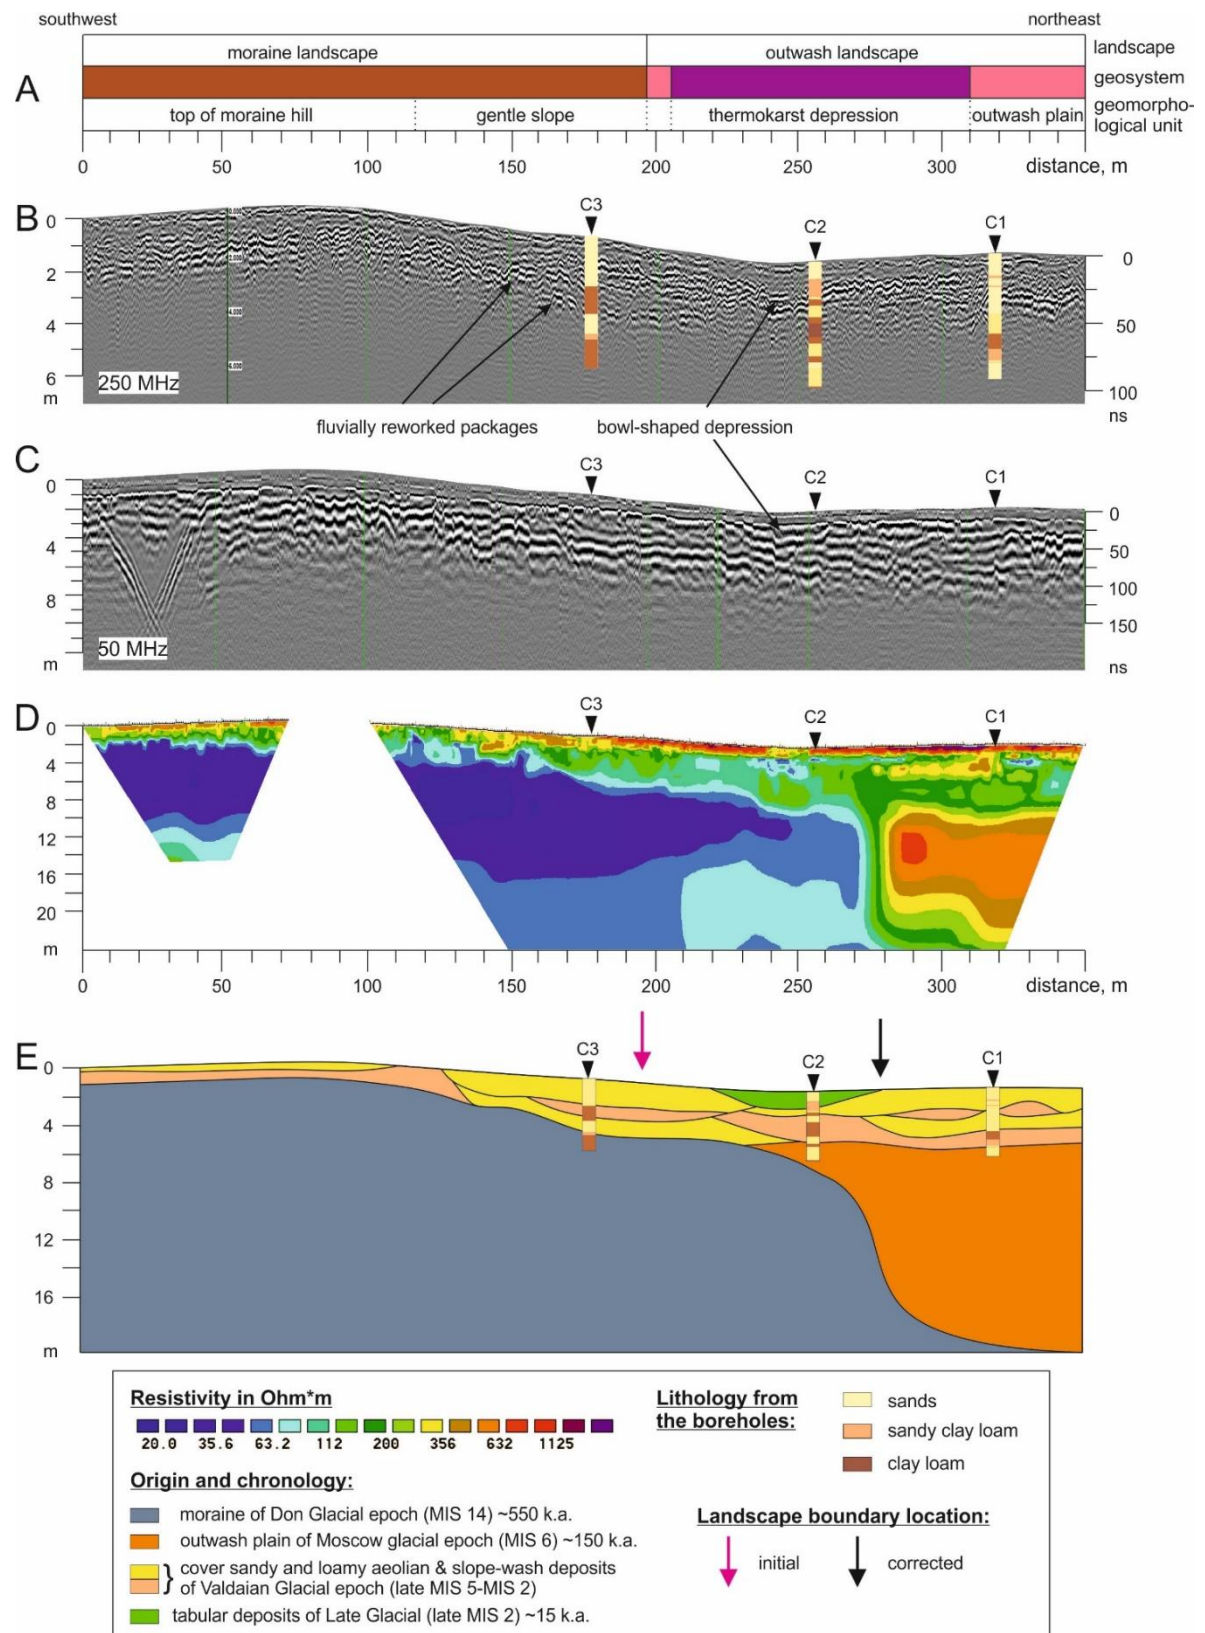 southwest northeast
moraine landscape outwash landscape landscape
A geosystem
top of moraine hill gentle slope thermokarst depression outwash plain geomorpho-
logical unit
0 50 100 150 200 250 300 distance, m
B C3 C2 C1
0 0
2
4 50
6 100
m ns
250 MHz
fluvially reworked packages bowl-shaped depression
C C3 C2 C1
0 0
4 50
8 100
150
m ns
50 MHz
D C3 C2 C1
0
4
8
12
16
20
m
0 50 100 150 200 250 300 distance, m
E C3 C2 C1
0
4
8
12
16
m
Resistivity in Ohm*m
20.0 35.6 63.2 112 200 356 632 1125
Origin and chronology:
moraine of Don Glacial epoch (MIS 14) ~550 k.a.
outwash plain of Moscow glacial epoch (MIS 6) ~150 k.a.
} cover sandy and loamy aeolian & slope-wash deposits
of Valdaian Glacial epoch (late MIS 5-MIS 2)
tabular deposits of Late Glacial (late MIS 2) ~15 k.a.
Lithology from
the boreholes:
sands
sandy clay loam
clay loam
Landscape boundary location:
initial corrected